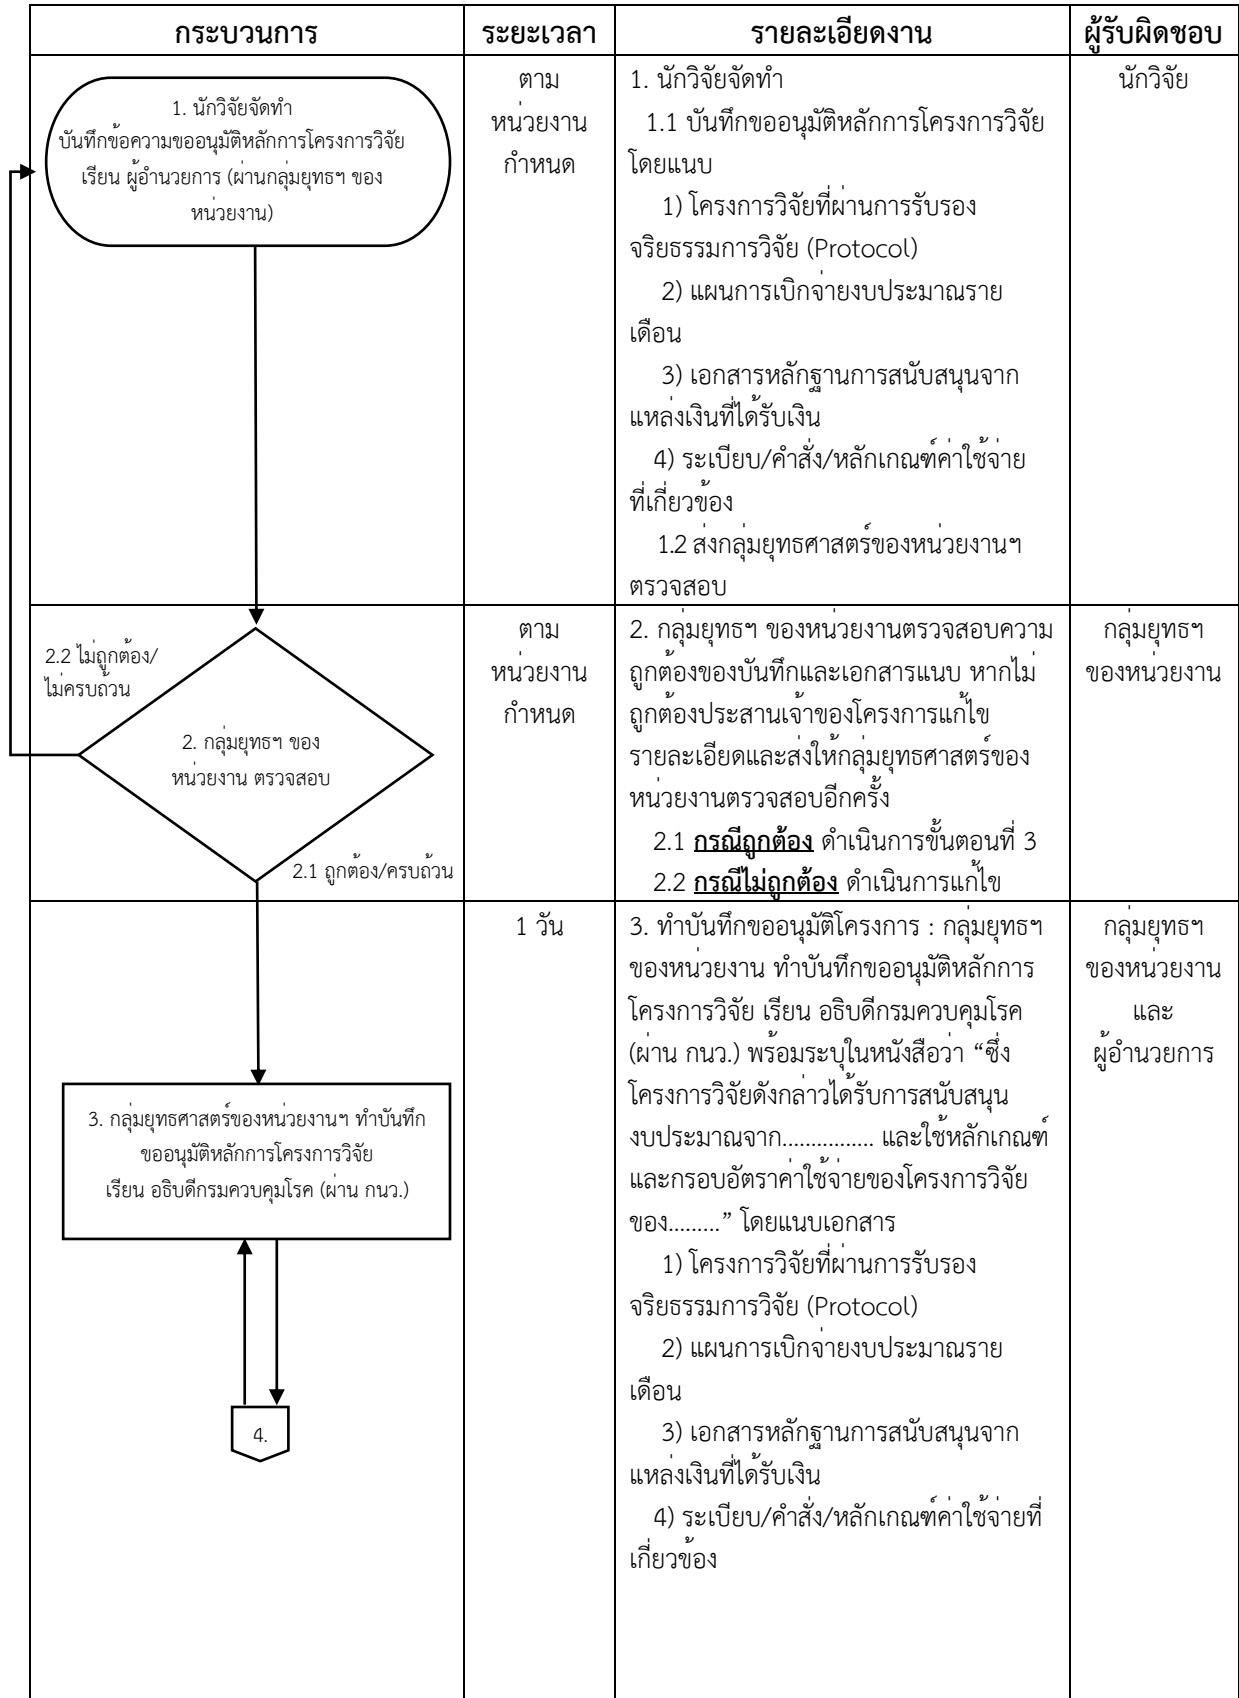 กระบวนการ
ระยะเวลา
รายละเอียดงาน
ผู้รับผิดชอบ
1. นักวิจัยจัดทำ
บันทึกข้อความขออนุมัติหลักการโครงการวิจัย
เรียน ผู้อำนวยการ (ผ่านกลุ่มยุทธฯ ของ
หน่วยงาน)
ตาม
หน่วยงาน
กำหนด
1. นักวิจัยจัดทำ
1.1 บันทึกขออนุมัติหลักการโครงการวิจัย
โดยแนบ
1) โครงการวิจัยที่ผ่านการรับรอง
จริยธรรมการวิจัย (Protocol)
2) แผนการเบิกจ่ายงบประมาณราย
เดือน
3) เอกสารหลักฐานการสนับสนุนจาก
แหล่งเงินที่ได้รับเงิน
4) ระเบียบ/คำสั่ง/หลักเกณฑ์ค่าใช้จ่าย
ที่เกี่ยวข้อง
1.2 ส่งกลุ่มยุทธศาสตร์ของหน่วยงานฯ
ตรวจสอบ
นักวิจัย
2.2 ไม่ถูกต้อง/
ไม่ครบถ้วน
2. กลุ่มยุทธฯ ของ
หน่วยงาน ตรวจสอบ
2.1 ถูกต้อง/ครบถ้วน
ตาม
หน่วยงาน
กำหนด
2. กลุ่มยุทธฯ ของหน่วยงานตรวจสอบความ
ถูกต้องของบันทึกและเอกสารแนบ หากไม่
ถูกต้องประสานเจ้าของโครงการแก้ไข
รายละเอียดและส่งให้กลุ่มยุทธศาสตร์ของ
หน่วยงานตรวจสอบอีกครั้ง
2.1 กรณีถูกต้อง ดำเนินการขั้นตอนที่ 3
2.2 กรณีไม่ถูกต้อง ดำเนินการแก้ไข
กลุ่มยุทธฯ
ของหน่วยงาน
3. กลุ่มยุทธศาสตร์ของหน่วยงานฯ ทำบันทึก
ขออนุมัติหลักการโครงการวิจัย
เรียน อธิบดีกรมควบคุมโรค (ผ่าน กนว.)
4.
1 วัน
3. ทำบันทึกขออนุมัติโครงการ : กลุ่มยุทธฯ
ของหน่วยงาน ทำบันทึกขออนุมัติหลักการ
โครงการวิจัย เรียน อธิบดีกรมควบคุมโรค
(ผ่าน กนว.) พร้อมระบุในหนังสือว่า “ซึ่ง
โครงการวิจัยดังกล่าวได้รับการสนับสนุน
งบประมาณจาก................ และใช้หลักเกณฑ์
และกรอบอัตราค่าใช้จ่ายของโครงการวิจัย
ของ.........” โดยแนบเอกสาร
1) โครงการวิจัยที่ผ่านการรับรอง
จริยธรรมการวิจัย (Protocol)
2) แผนการเบิกจ่ายงบประมาณราย
เดือน
3) เอกสารหลักฐานการสนับสนุนจาก
แหล่งเงินที่ได้รับเงิน
4) ระเบียบ/คำสั่ง/หลักเกณฑ์ค่าใช้จ่ายที่
เกี่ยวข้อง
กลุ่มยุทธฯ
ของหน่วยงาน
และ
ผู้อำนวยการ